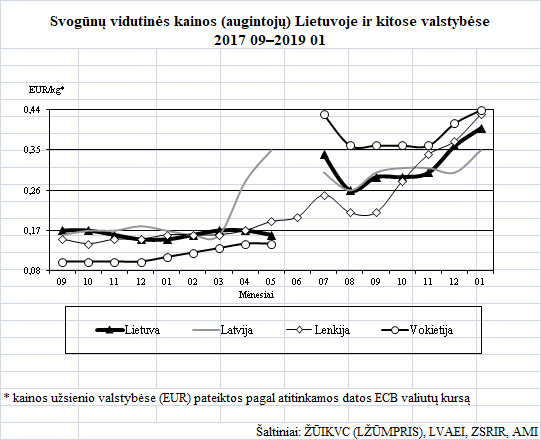 Svogūnų vidutinės kainos (augintojų) Lietuvoje ir kitose valstybėse
2017 09–2019 01
EUR/kg*
0,44
0,35
0,26
0,17
0,08
09 10 11 12 01 02 03 04 05 06 07 08 09 10 11 12 01
Mėnesiai
Lietuva Latvija Lenkija Vokietija
* kainos užsienio valstybėse (EUR) pateiktos pagal atitinkamos datos ECB valiutų kursą
Šaltiniai: ŽŪIKVC (LŽŪMPRIS), LVAEI, ZSRIR, AMI